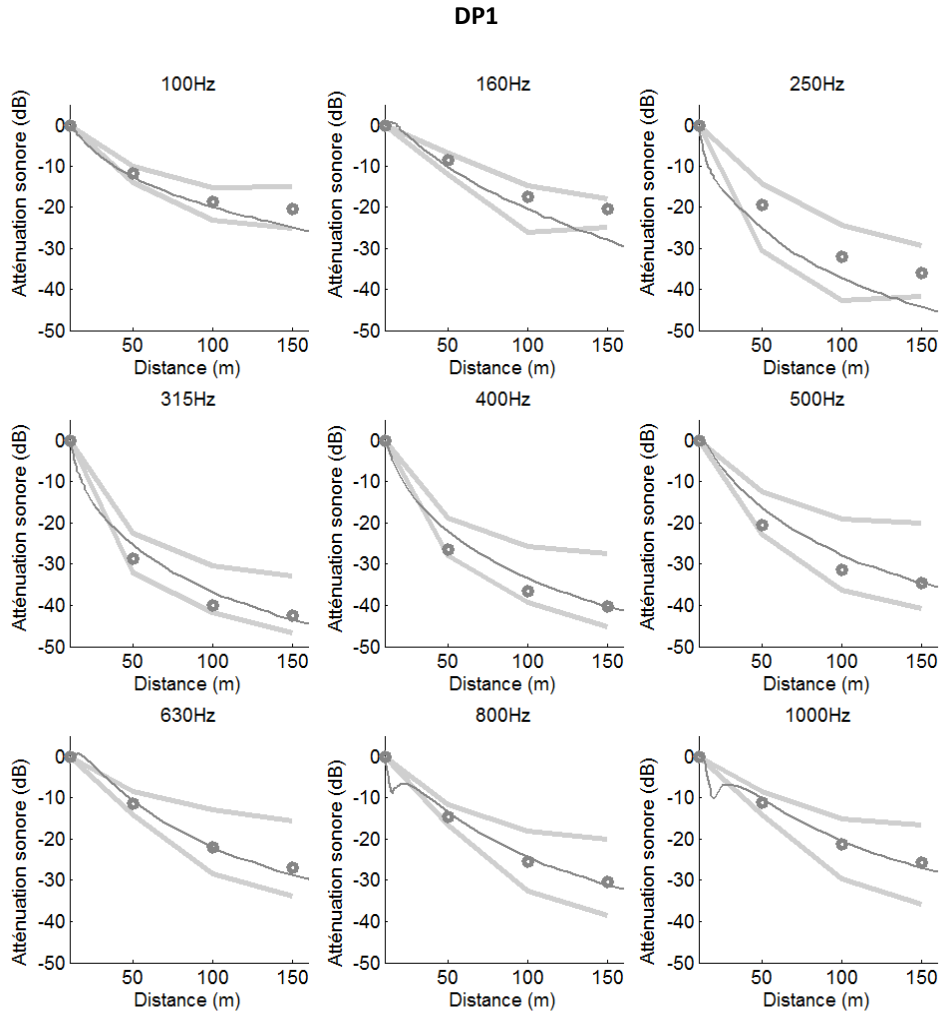 DP1
100Hz 160Hz 250Hz
Atténuation sonore (dB) Atténuation sonore (dB) Atténuation sonore (dB)
0 0 0
-10 -10 -10
-20 -20 -20
-30 -30 -30
-40 -40 -40
-50 -50 -50
50 100 150 50 100 150 50 100 150
Distance (m) Distance (m) Distance (m)
315Hz 400Hz 500Hz
Atténuation sonore (dB) Atténuation sonore (dB) Atténuation sonore (dB)
0 0 0
-10 -10 -10
-20 -20 -20
-30 -30 -30
-40 -40 -40
-50 -50 -50
50 100 150 50 100 150 50 100 150
Distance (m) Distance (m) Distance (m)
630Hz 800Hz 1000Hz
Atténuation sonore (dB) Atténuation sonore (dB) Atténuation sonore (dB)
0 0 0
-10 -10 -10
-20 -20 -20
-30 -30 -30
-40 -40 -40
-50 -50 -50
50 100 150 50 100 150 50 100 150
Distance (m) Distance (m) Distance (m)